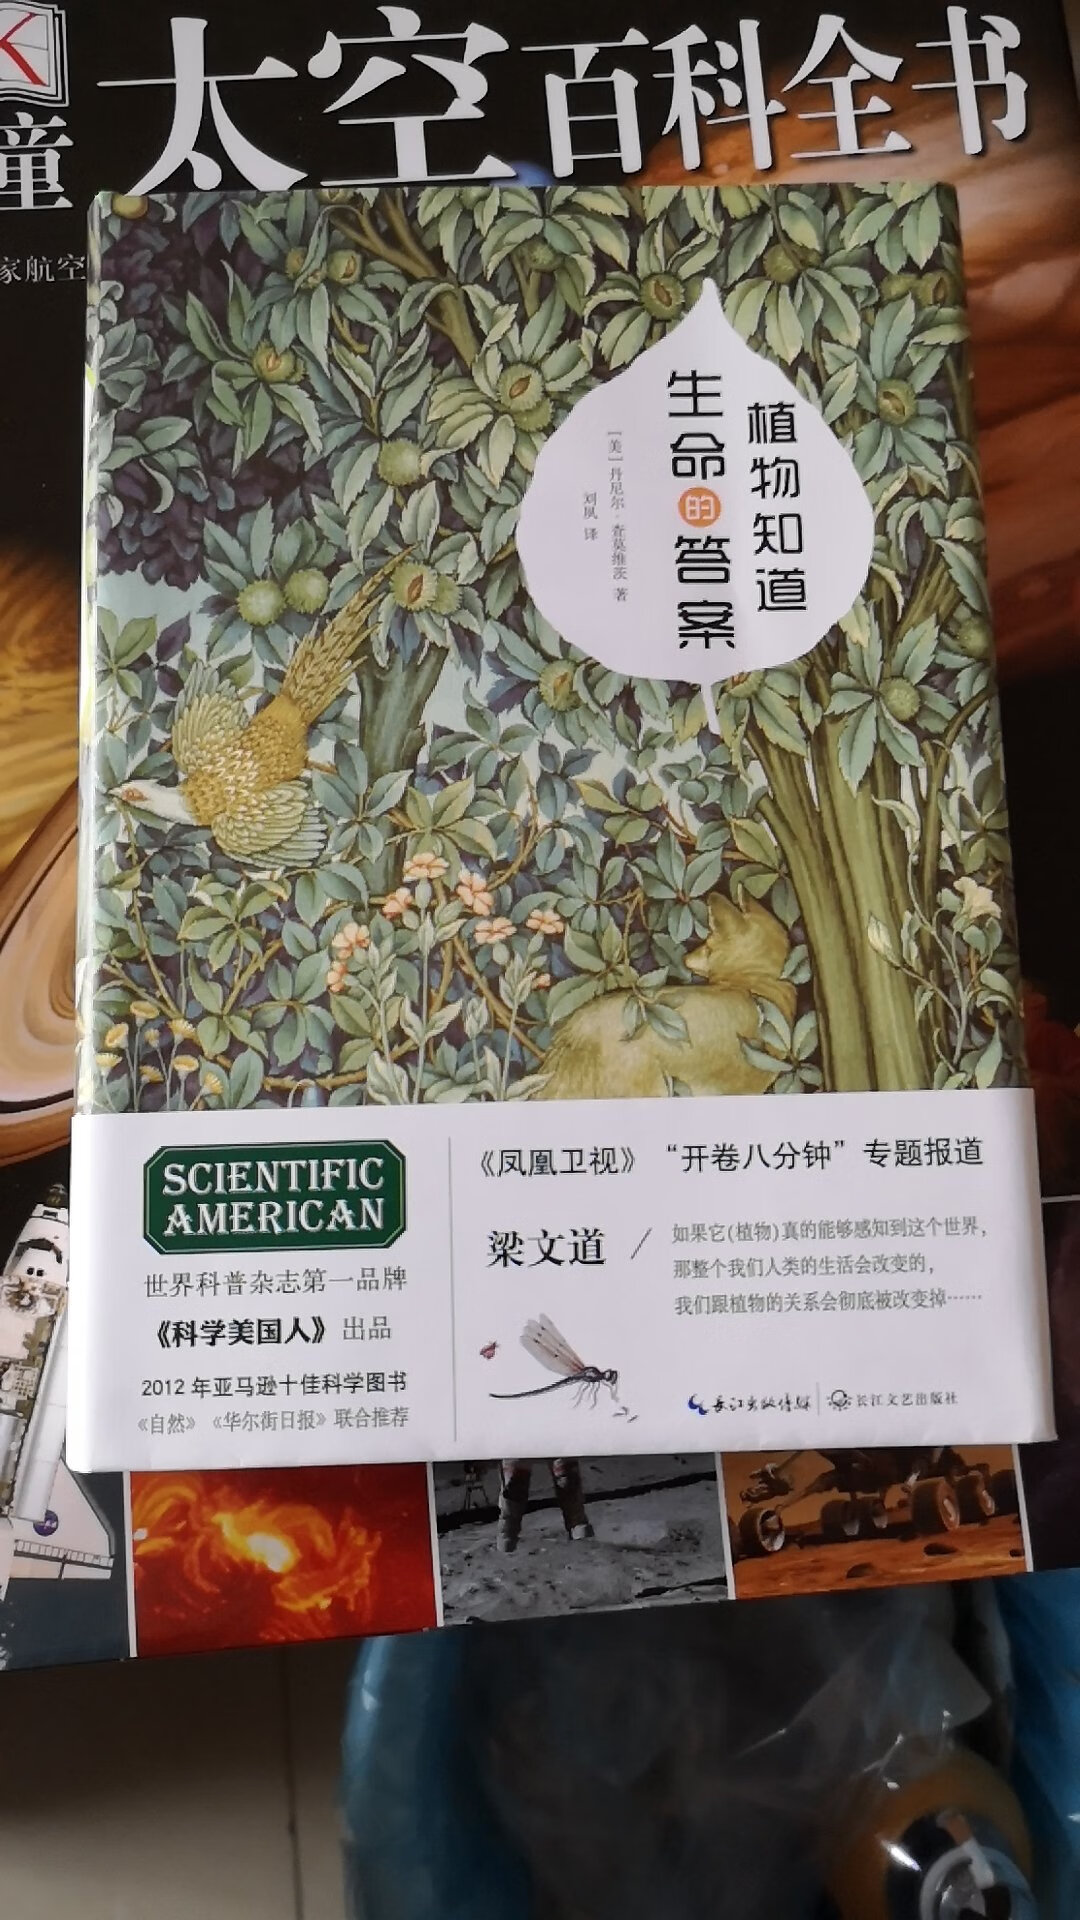 童
太空百科全书
家航空
植物知道
生命的答案
[美] 丹尼尔·查莫维茨 著
刘夙 译
SCIENTIFIC
AMERICAN
世界科普杂志第一品牌
《科学美国人》出品
2012年亚马逊十佳科学图书
《自然》《华尔街日报》联合推荐
《凤凰卫视》“开卷八分钟”专题报道
梁文道 /
如果它(植物)真的能够感知到这个世界,
那整个我们人类的生活会改变的,
我们跟植物的关系会彻底被改变掉……
长江出版传媒 长江文艺出版社